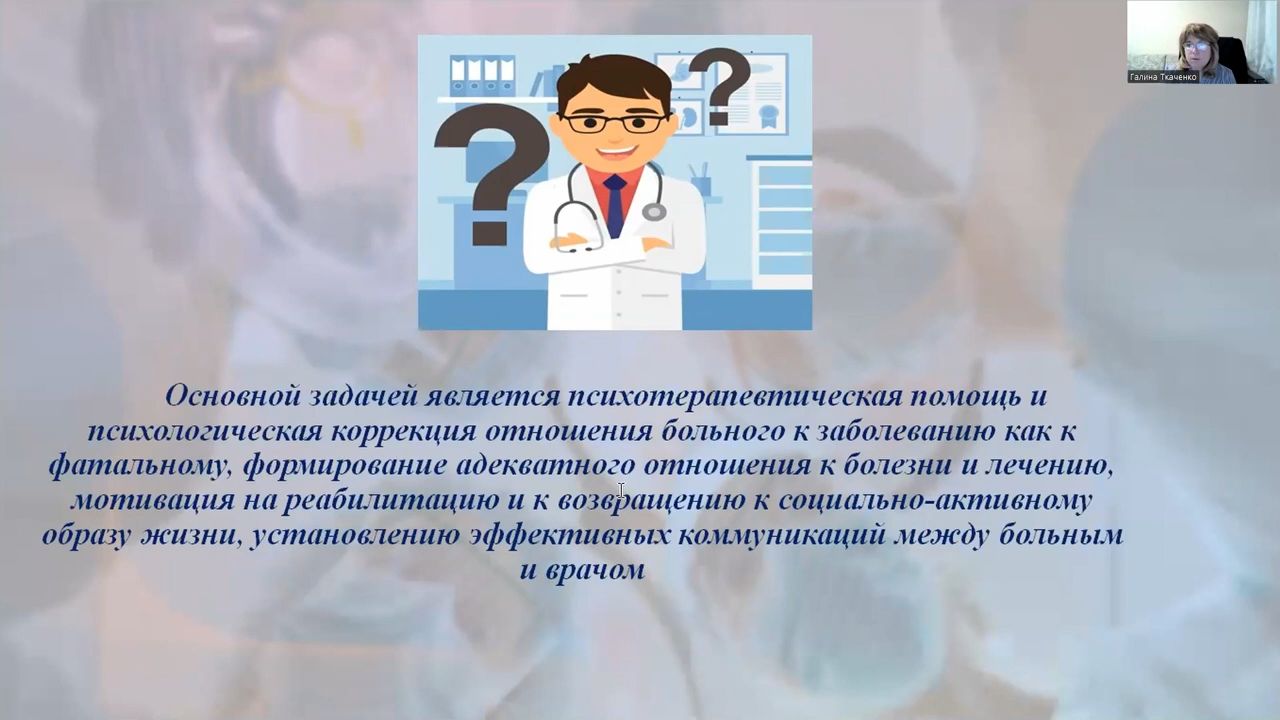 Галина Ткаченко
?
?
Основной задачей является психотерапевтическая помощь и
психологическая коррекция отношения больного к заболеванию как к
фатальному, формирование адекватного отношения к болезни и лечению,
мотивация на реабилитацию и к возвращению к социально-активному
образу жизни, установлению эффективных коммуникаций между больным
и врачом